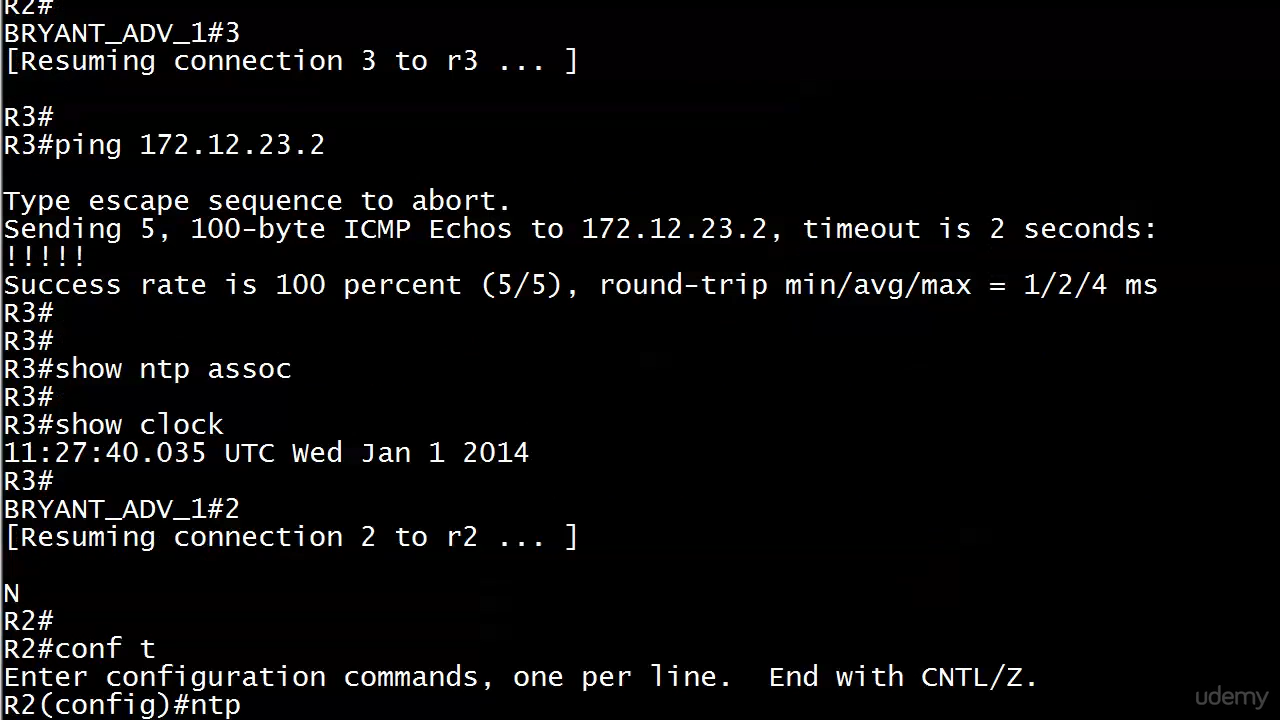 R2#
BRYANT_ADV_1#3
[Resuming connection 3 to r3 ... ]
R3#
R3#ping 172.12.23.2
Type escape sequence to abort.
Sending 5, 100-byte ICMP Echos to 172.12.23.2, timeout is 2 seconds:
!!!!!
Success rate is 100 percent (5/5), round-trip min/avg/max = 1/2/4 ms
R3#
R3#
R3#show ntp assoc
R3#
R3#show clock
11:27:40.035 UTC Wed Jan 1 2014
R3#
BRYANT_ADV_1#2
[Resuming connection 2 to r2 ... ]
N
R2#
R2#conf t
Enter configuration commands, one per line.  End with CNTL/Z.
R2(config)#ntp
udemy